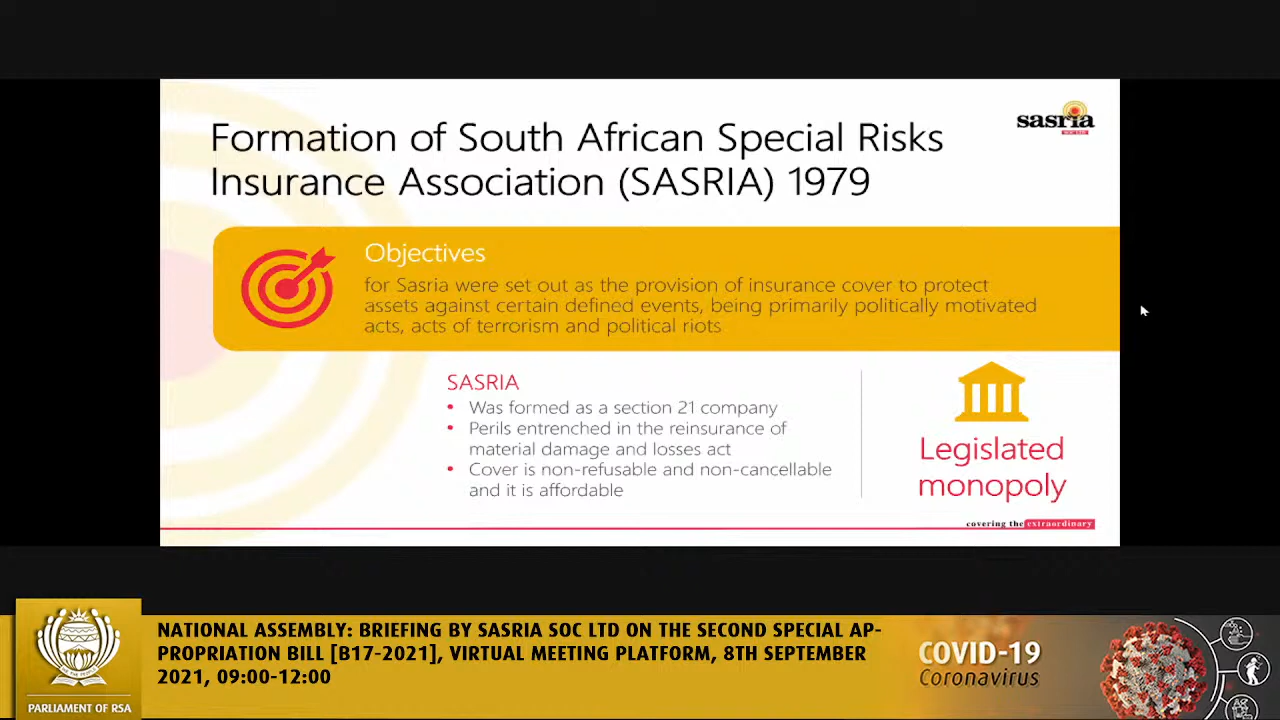 sasria
SOC LTD
Formation of South African Special Risks
Insurance Association (SASRIA) 1979
Objectives
for Sasria were set out as the provision of insurance cover to protect
assets against certain defined events, being primarily politically motivated
acts, acts of terrorism and political riots
SASRIA
• Was formed as a section 21 company
• Perils entrenched in the reinsurance of
material damage and losses act
• Cover is non-refusable and non-cancellable
and it is affordable
Legislated
monopoly
covering the extraordinary
PARLIAMENT OF RSA
NATIONAL ASSEMBLY: BRIEFING BY SASRIA SOC LTD ON THE SECOND SPECIAL AP-
PROPRIATION BILL [B17-2021], VIRTUAL MEETING PLATFORM, 8TH SEPTEMBER
2021, 09:00-12:00
COVID-19
Coronavirus